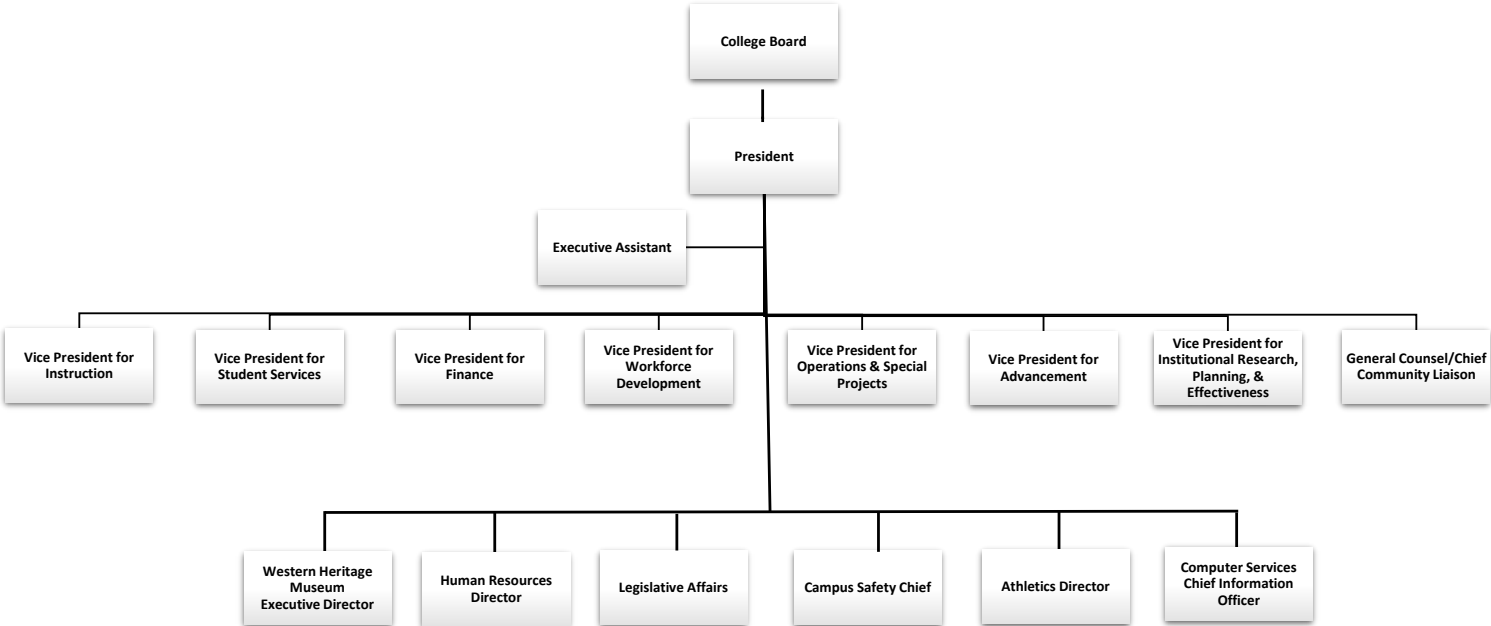 College Board
President
Executive Assistant
Vice President for
Instruction
Vice President for
Student Services
Vice President for
Finance
Vice President for
Workforce
Development
Vice President for
Operations & Special
Projects
Vice President for
Advancement
Vice President for
Institutional Research,
Planning, &
Effectiveness
General Counsel/Chief
Community Liaison
Western Heritage
Museum
Executive Director
Human Resources
Director
Legislative Affairs
Campus Safety Chief
Athletics Director
Computer Services
Chief Information
Officer